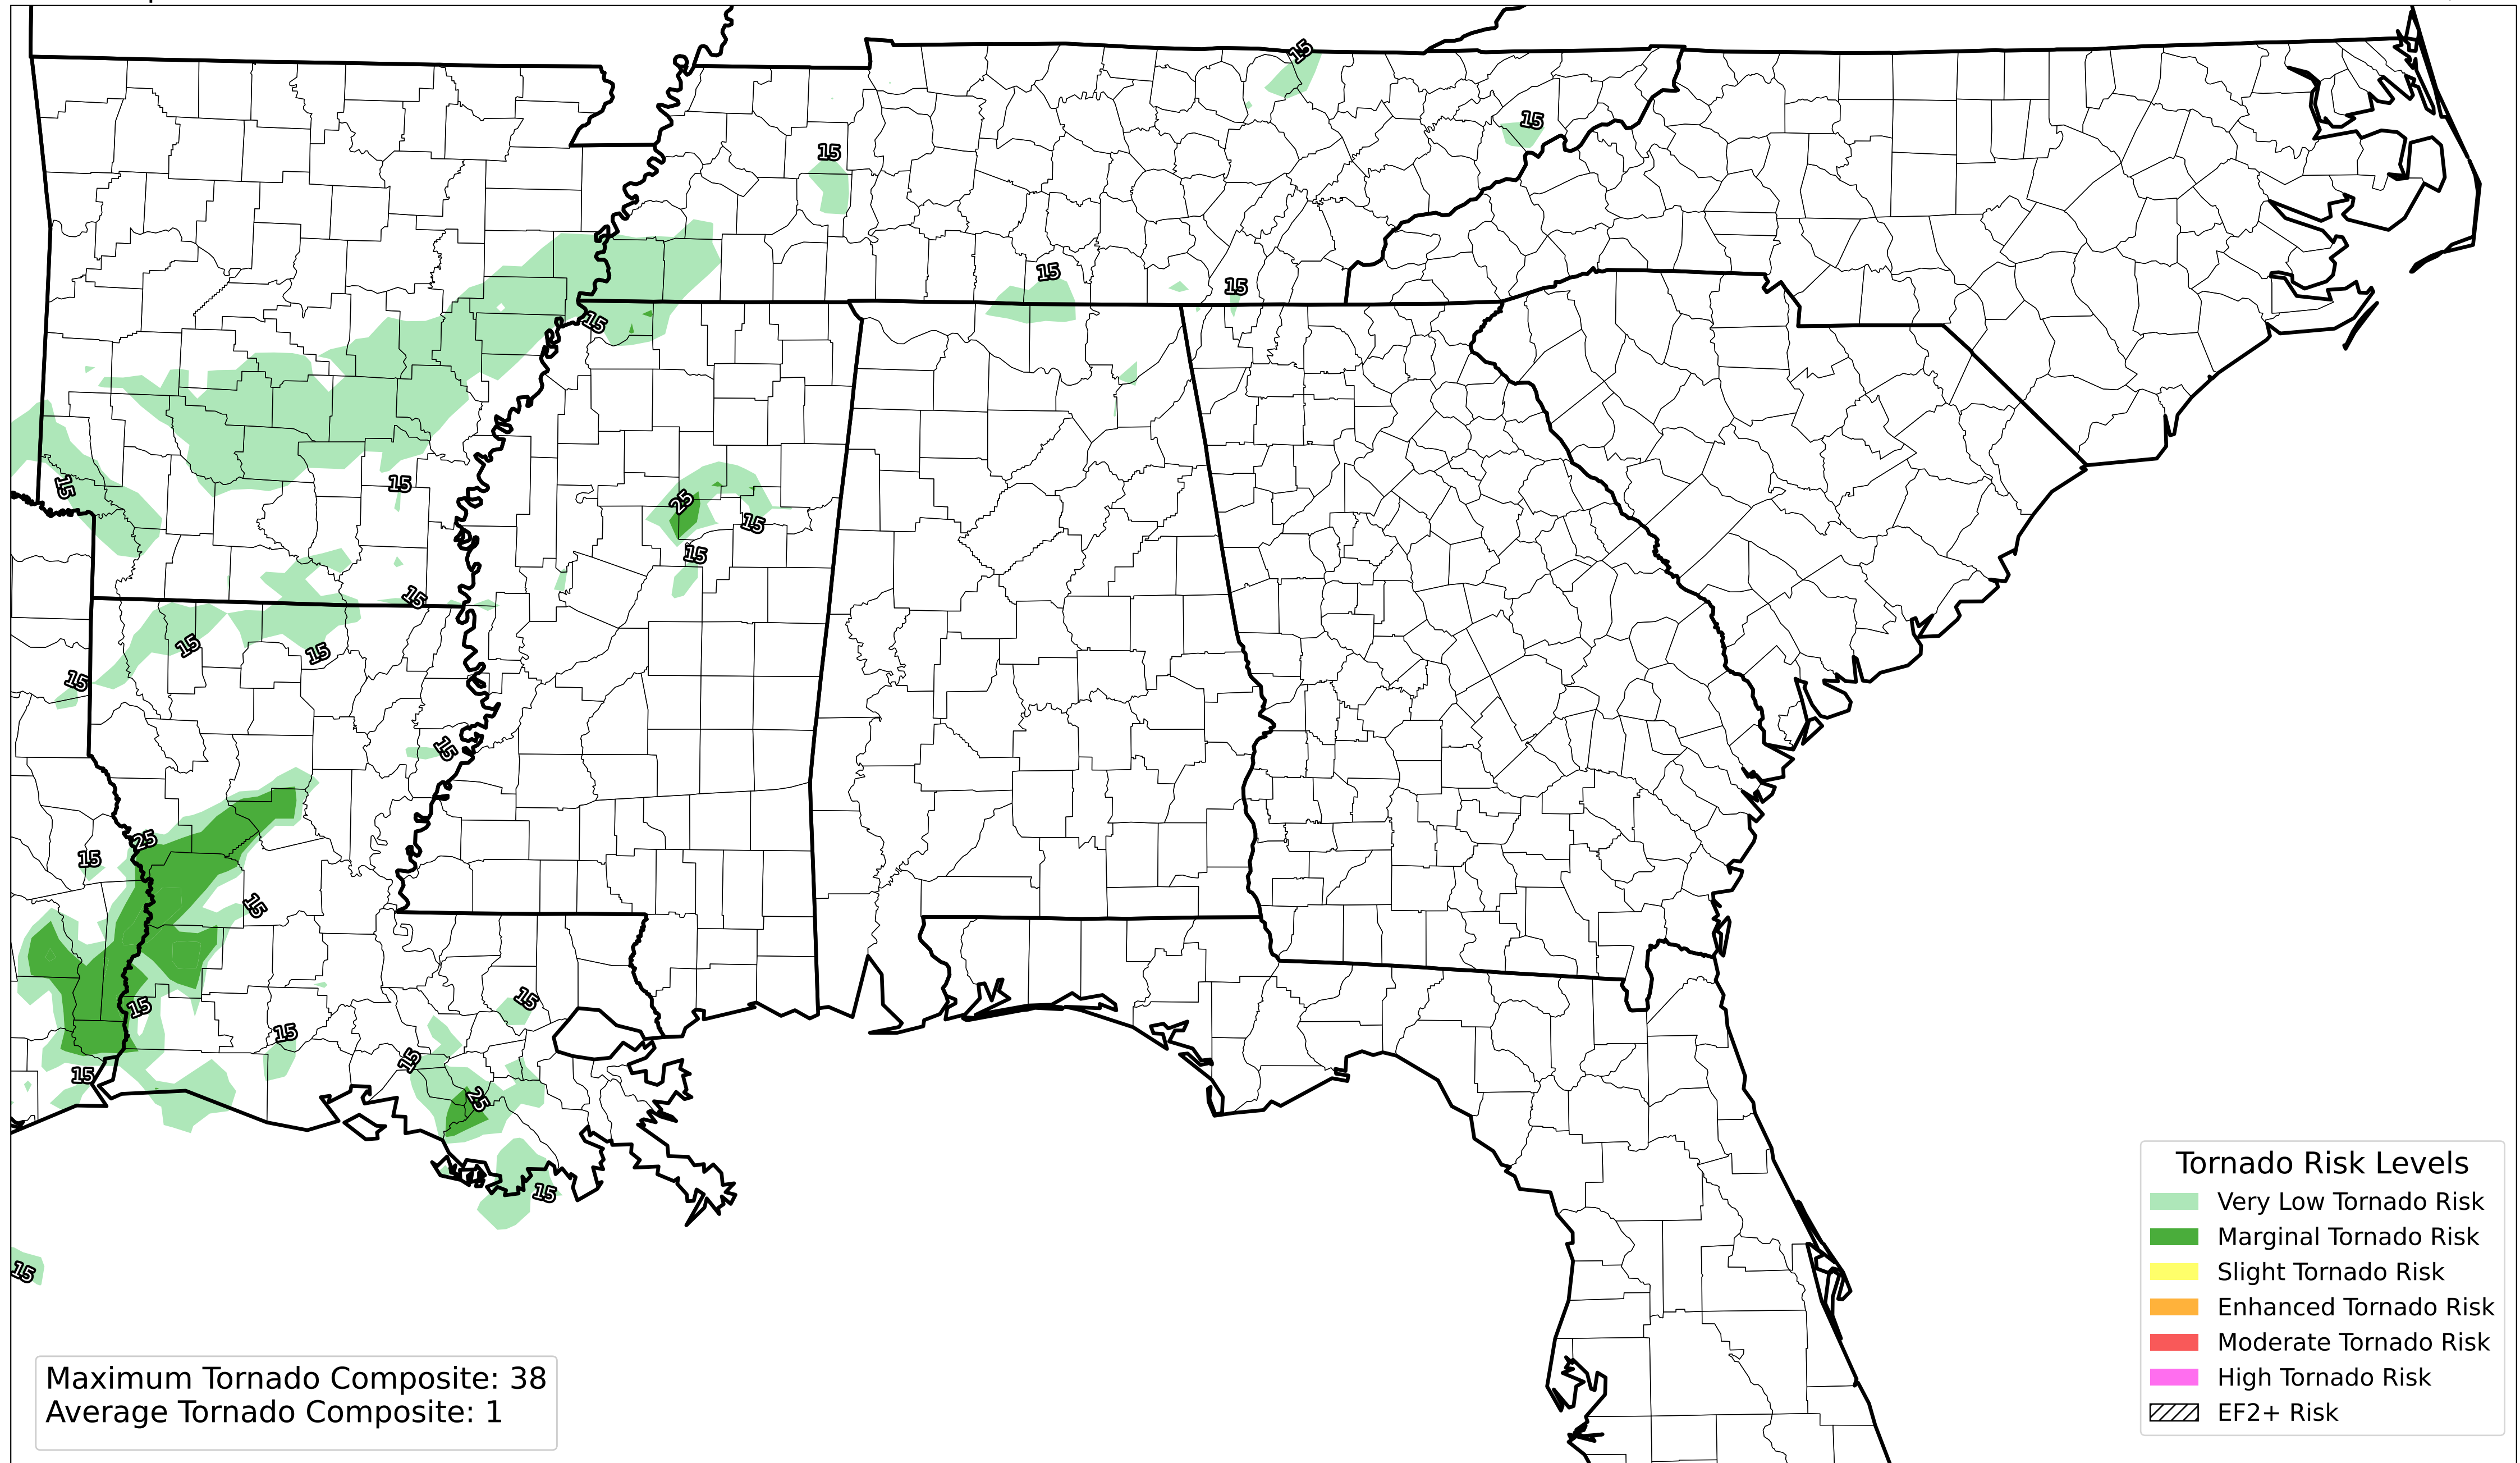 15
15
15
15
15
15
15
25
15
15
15
15
15
15
15
15
25
15
15
15
15
15
15
15
25
15
15
Tornado Risk Levels
Very Low Tornado Risk
Marginal Tornado Risk
Slight Tornado Risk
Enhanced Tornado Risk
Moderate Tornado Risk
High Tornado Risk
EF2+ Risk
Maximum Tornado Composite: 38
Average Tornado Composite: 1